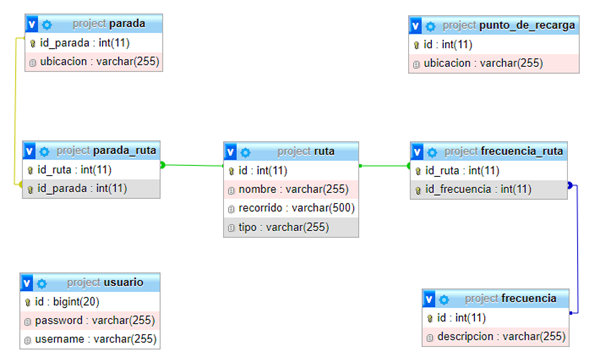 v project parada
id_parada : int(11)
ubicacion : varchar(255)
v project punto_de_recarga
id : int(11)
ubicacion : varchar(255)
v project parada_ruta
id_ruta : int(11)
id_parada : int(11)
v project ruta
id : int(11)
nombre : varchar(255)
recorrido : varchar(500)
tipo : varchar(255)
v project frecuencia_ruta
id_ruta : int(11)
id_frecuencia : int(11)
v project usuario
id : bigint(20)
password : varchar(255)
username : varchar(255)
v project frecuencia
id : int(11)
descripcion : varchar(255)